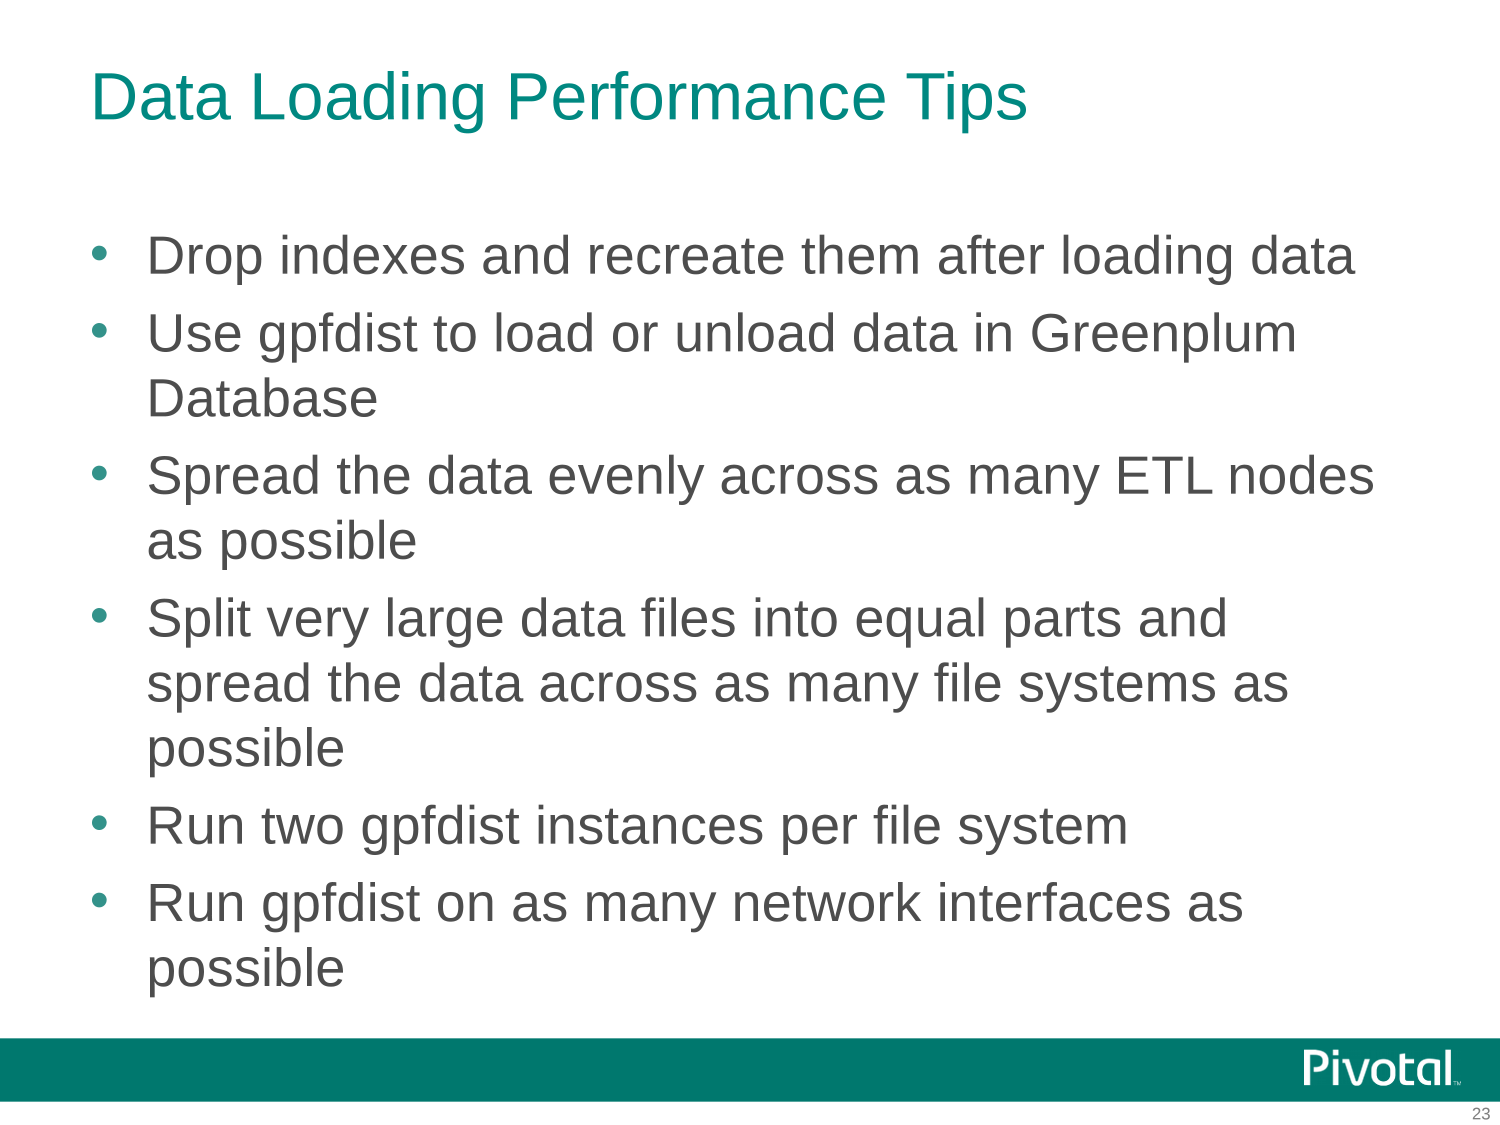 Data Loading Performance Tips
• Drop indexes and recreate them after loading data
• Use gpfdist to load or unload data in Greenplum
Database
• Spread the data evenly across as many ETL nodes
as possible
• Split very large data files into equal parts and
spread the data across as many file systems as
possible
• Run two gpfdist instances per file system
• Run gpfdist on as many network interfaces as
possible
Pivotal™
23